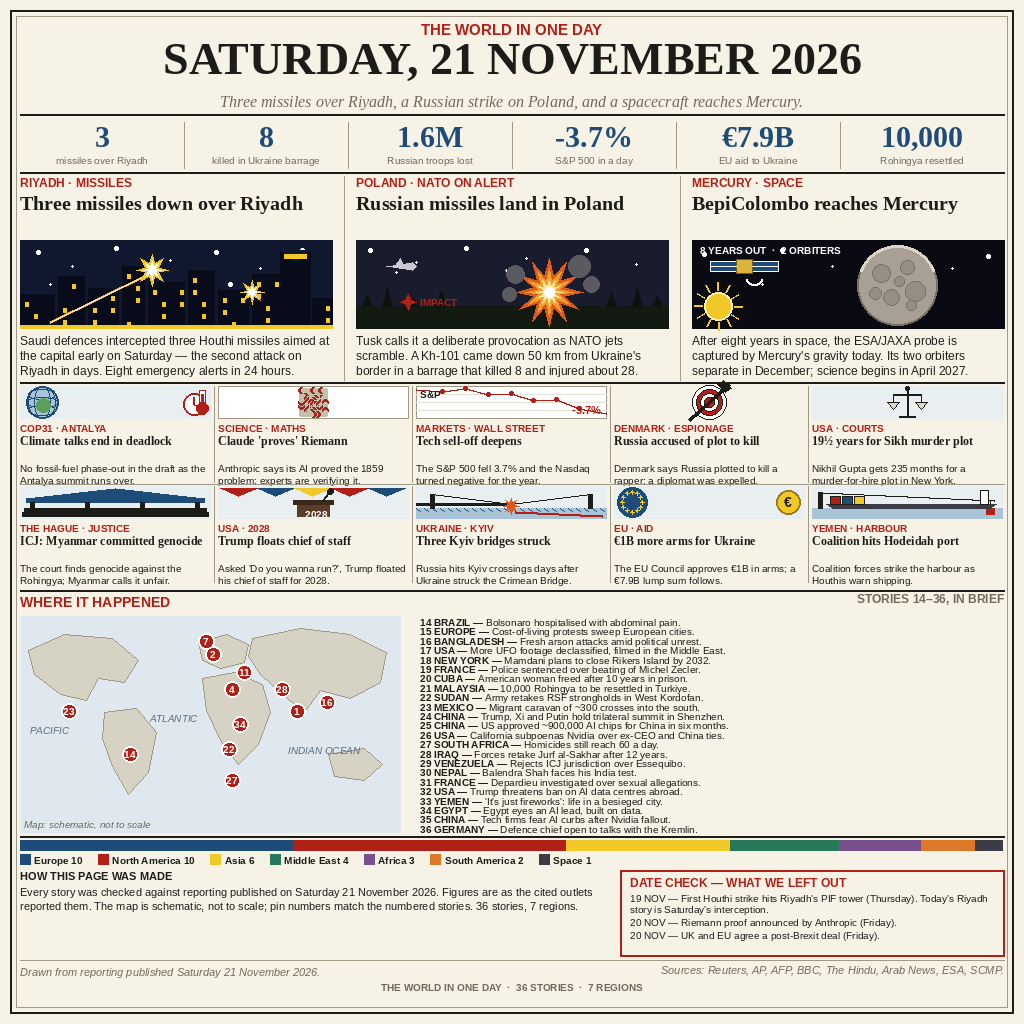 THE WORLD IN ONE DAY
SATURDAY, 21 NOVEMBER 2026
Three missiles over Riyadh, a Russian strike on Poland, and a spacecraft reaches Mercury.
3
missiles over Riyadh
8
killed in Ukraine barrage
1.6M
Russian troops lost
-3.7%
S&P 500 in a day
€7.9B
EU aid to Ukraine
10,000
Rohingya resettled
RIYADH · MISSILES
Three missiles down over Riyadh
Saudi defences intercepted three Houthi missiles aimed at
the capital early on Saturday — the second attack on
Riyadh in days. Eight emergency alerts in 24 hours.
POLAND · NATO ON ALERT
Russian missiles land in Poland
IMPACT
Tusk calls it a deliberate provocation as NATO jets
scramble. A Kh-101 came down 50 km from Ukraine's
border in a barrage that killed 8 and injured about 28.
MERCURY · SPACE
BepiColombo reaches Mercury
8 YEARS OUT · 2 ORBITERS
After eight years in space, the ESA/JAXA probe is
captured by Mercury's gravity today. Its two orbiters
separate in December; science begins in April 2027.
COP31 · ANTALYA
Climate talks end in deadlock
No fossil-fuel phase-out in the draft as the
Antalya summit runs over.
SCIENCE · MATHS
Claude 'proves' Riemann
Anthropic says its AI proved the 1859
problem: experts are verifying it.
S&P
-3.7%
MARKETS · WALL STREET
Tech sell-off deepens
The S&P 500 fell 3.7% and the Nasdaq
turned negative for the year.
DENMARK · ESPIONAGE
Russia accused of plot to kill
Denmark says Russia plotted to kill a
rapper; a diplomat was expelled.
USA · COURTS
19½ years for Sikh murder plot
Nikhil Gupta gets 235 months for a
murder-for-hire plot in New York.
THE HAGUE · JUSTICE
ICJ: Myanmar committed genocide
The court finds genocide against the
Rohingya; Myanmar calls it unfair.
2028
USA · 2028
Trump floats chief of staff
Asked 'Do you wanna run?', Trump floated
his chief of staff for 2028.
UKRAINE · KYIV
Three Kyiv bridges struck
Russia hits Kyiv crossings days after
Ukraine struck the Crimean Bridge.
€
EU · AID
€1B more arms for Ukraine
The EU Council approves €1B in arms; a
€7.9B lump sum follows.
YEMEN · HARBOUR
Coalition hits Hodeidah port
Coalition forces strike the harbour as
Houthis warn shipping.
WHERE IT HAPPENED
7
2
11
4
28
16
23
1
34
ATLANTIC
PACIFIC
22
14
INDIAN OCEAN
27
Map: schematic, not to scale
STORIES 14–36, IN BRIEF
14 BRAZIL — Bolsonaro hospitalised with abdominal pain.
15 EUROPE — Cost-of-living protests sweep European cities.
16 BANGLADESH — Fresh arson attacks amid political unrest.
17 USA — More UFO footage declassified, filmed in the Middle East.
18 NEW YORK — Mamdani plans to close Rikers Island by 2032.
19 FRANCE — Police sentenced over beating of Michel Zecler.
20 CUBA — American woman freed after 10 years in prison.
21 MALAYSIA — 10,000 Rohingya to be resettled in Turkiye.
22 SUDAN — Army retakes RSF strongholds in West Kordofan.
23 MEXICO — Migrant caravan of ~300 crosses into the south.
24 CHINA — Trump, Xi and Putin hold trilateral summit in Shenzhen.
25 CHINA — US approved ~900,000 AI chips for China in six months.
26 USA — California subpoenas Nvidia over ex-CEO and China ties.
27 SOUTH AFRICA — Homicides still reach 60 a day.
28 IRAQ — Forces retake Jurf al-Sakhar after 12 years.
29 VENEZUELA — Rejects ICJ jurisdiction over Essequibo.
30 NEPAL — Balendra Shah faces his India test.
31 FRANCE — Depardieu investigated over sexual allegations.
32 USA — Trump threatens ban on AI data centres abroad.
33 YEMEN — 'It's just fireworks': life in a besieged city.
34 EGYPT — Egypt eyes an AI lead, built on data.
35 CHINA — Tech firms fear AI curbs after Nvidia fallout.
36 GERMANY — Defence chief open to talks with the Kremlin.
Europe 10
North America 10
Asia 6
Middle East 4
Africa 3
South America 2
Space 1
HOW THIS PAGE WAS MADE
Every story was checked against reporting published on Saturday 21 November 2026. Figures are as the cited outlets
reported them. The map is schematic, not to scale; pin numbers match the numbered stories. 36 stories, 7 regions.
DATE CHECK — WHAT WE LEFT OUT
19 NOV — First Houthi strike hits Riyadh's PIF tower (Thursday). Today's Riyadh
story is Saturday's interception.
20 NOV — Riemann proof announced by Anthropic (Friday).
20 NOV — UK and EU agree a post-Brexit deal (Friday).
Drawn from reporting published Saturday 21 November 2026.
Sources: Reuters, AP, AFP, BBC, The Hindu, Arab News, ESA, SCMP.
THE WORLD IN ONE DAY · 36 STORIES · 7 REGIONS